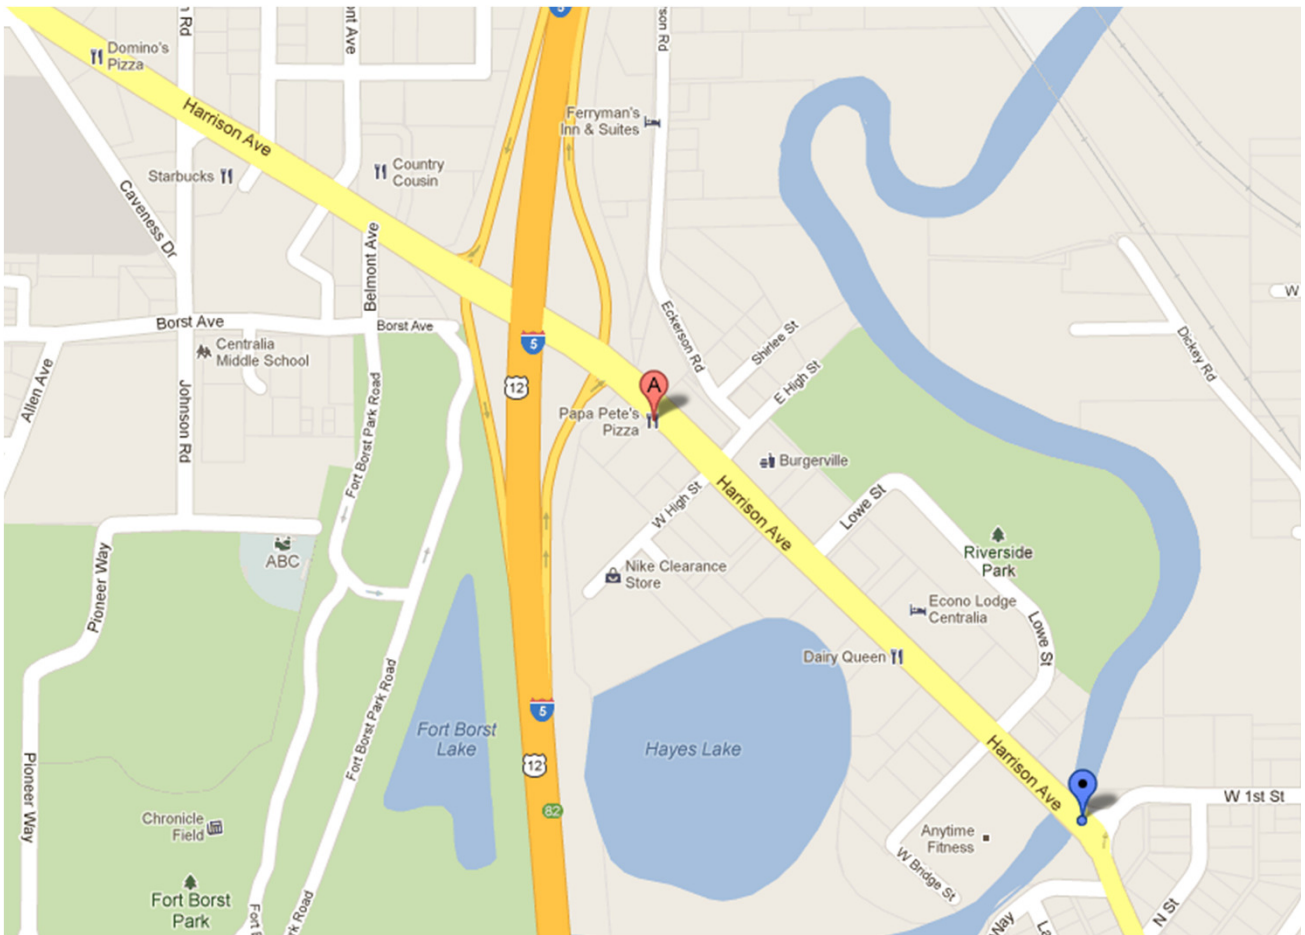 5
Domino's
Pizza
Harrison Ave
Ferryman's
Inn & Suites
Starbucks
Country
Cousin
Caveness Dr
Belmont Ave
Borst Ave
Borst Ave
Centralia
Middle School
Allen Ave
Johnson Rd
Fort Borst Park Road
5
12
Eckerson Rd
Shirlee St
E High St
Dickey Rd
W
A
Papa Pete's
Pizza
Burgerville
W High St
Harrison Ave
Lowe St
Riverside
Park
ABC
Pioneer Way
Nike Clearance
Store
Econo Lodge
Centralia
Lowe St
Dairy Queen
Fort Borst Park Road
5
12
82
Fort Borst
Lake
Hayes Lake
Harrison Ave
W 1st St
Pioneer Way
Chronicle
Field
Anytime
Fitness
W Bridge St
Fort Borst
Park
N St